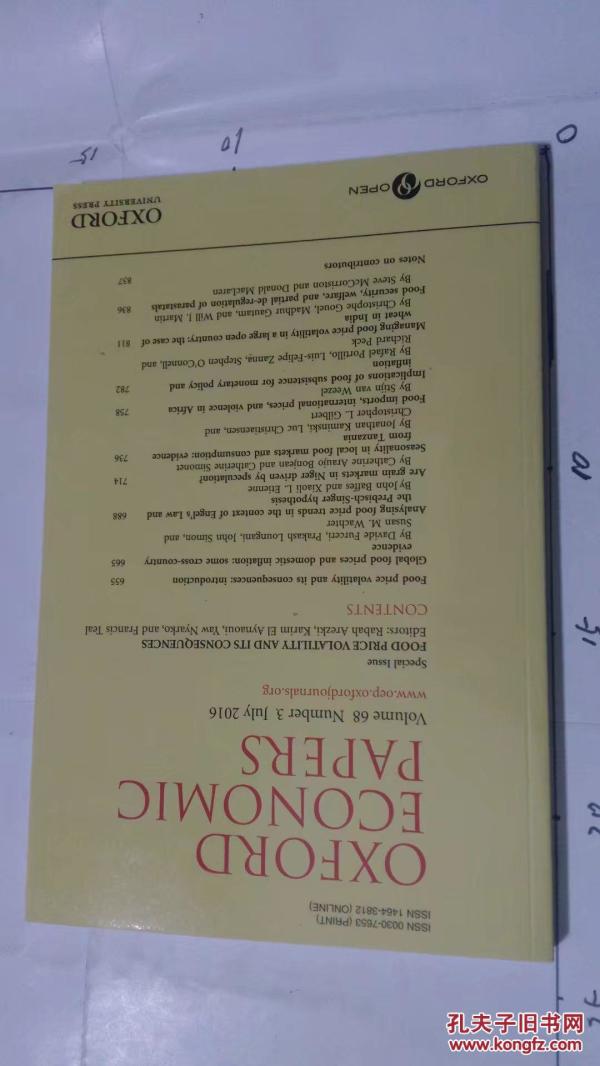 ISSN 0030-7653 (PRINT)
ISSN 1464-3812 (ONLINE)
OXFORD
ECONOMIC
PAPERS
Volume 68 Number 3 July 2016
www.oep.oxfordjournals.org
Special Issue
FOOD PRICE VOLATILITY AND ITS CONSEQUENCES
Editors: Rabah Arezki, Karim El Aynaoui, Yaw Nyarko, and Francis Teal
CONTENTS
Food price volatility and its consequences: introduction 655
Global food prices and domestic inflation: some cross-country 665
evidence
By Davide Furceri, Prakash Loungani, John Simon, and
Susan M. Wachter
Analysing food price trends in the context of Engel's Law and 688
the Prebisch-Singer hypothesis
By John Baffes and Xiaoli L. Etienne
Are grain markets in Niger driven by speculation? 714
By Catherine Araujo Bonjean and Catherine Simonet
Seasonality in local food markets and consumption: evidence 736
from Tanzania
By Jonathan Kaminski, Luc Christiaensen, and
Christopher L. Gilbert
Food imports, international prices, and violence in Africa 758
By Stijn van Weezel
Implications of food subsistence for monetary policy and 782
inflation
By Rafael Portillo, Luis-Felipe Zanna, Stephen O'Connell, and
Richard Peck
Managing food price volatility in a large open country: the case of 811
wheat in India
By Christophe Gouel, Madhur Gautam, and Will J. Martin
Food security, welfare, and partial de-regulation of parastatals 836
By Steve McCorriston and Donald MacLaren
Notes on contributors 837
OXFORD OPEN
OXFORD
UNIVERSITY PRESS
0
10
15
孔夫子旧书网
www.kongfz.com